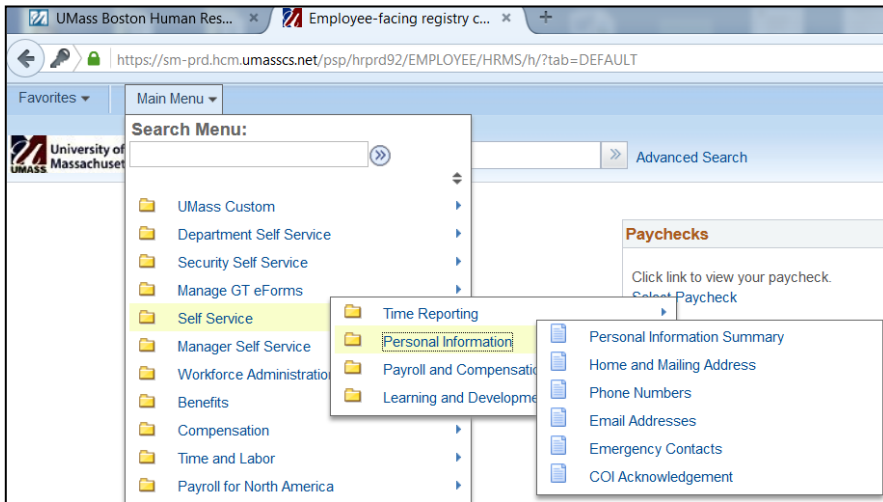 UMass Boston Human Res... × Employee-facing registry c... × +
https://sm-prd.hcm.umasscs.net/psp/hrprd92/EMPLOYEE/HRMS/h/?tab=DEFAULT
Favorites Main Menu
Search Menu:
University of
Massachuset
UMASS
Advanced Search
UMass Custom
Department Self Service
Security Self Service
Manage GT eForms
Self Service
Manager Self Service
Workforce Administration
Benefits
Compensation
Time and Labor
Payroll for North America
Time Reporting
Personal Information
Payroll and Compensatio
Learning and Developme
Personal Information Summary
Home and Mailing Address
Phone Numbers
Email Addresses
Emergency Contacts
COI Acknowledgement
Paychecks
Click link to view your paycheck.
Select Paycheck